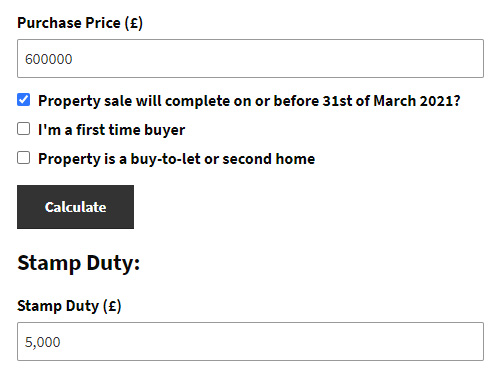 Purchase Price (£)
600000
Property sale will complete on or before 31st of March 2021?
I'm a first time buyer
Property is a buy-to-let or second home
Calculate
Stamp Duty:
Stamp Duty (£)
5,000